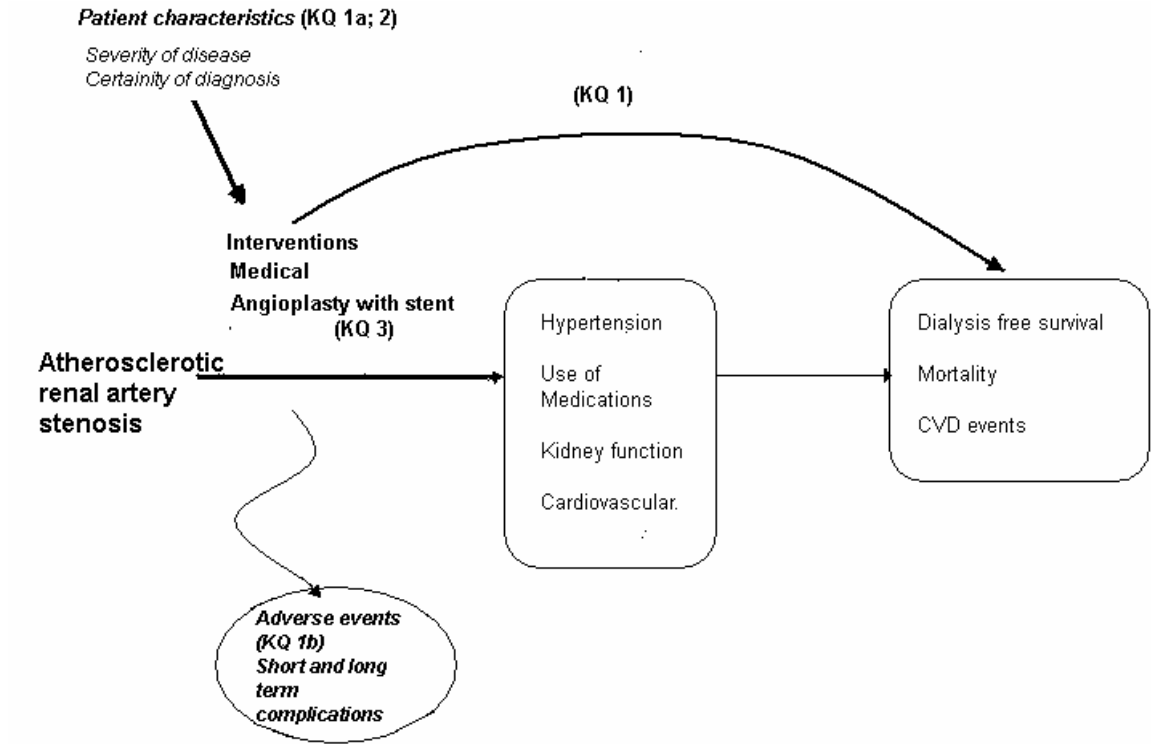 Patient characteristics (KQ 1a; 2)
Severity of disease
Certainity of diagnosis
(KQ 1)
Interventions
Medical
Angioplasty with stent
(KQ 3)
Atherosclerotic
renal artery
stenosis
Hypertension
Use of
Medications
Kidney function
Cardiovascular.
Dialysis free survival
Mortality
CVD events
Adverse events
(KQ 1b)
Short and long
term
complications